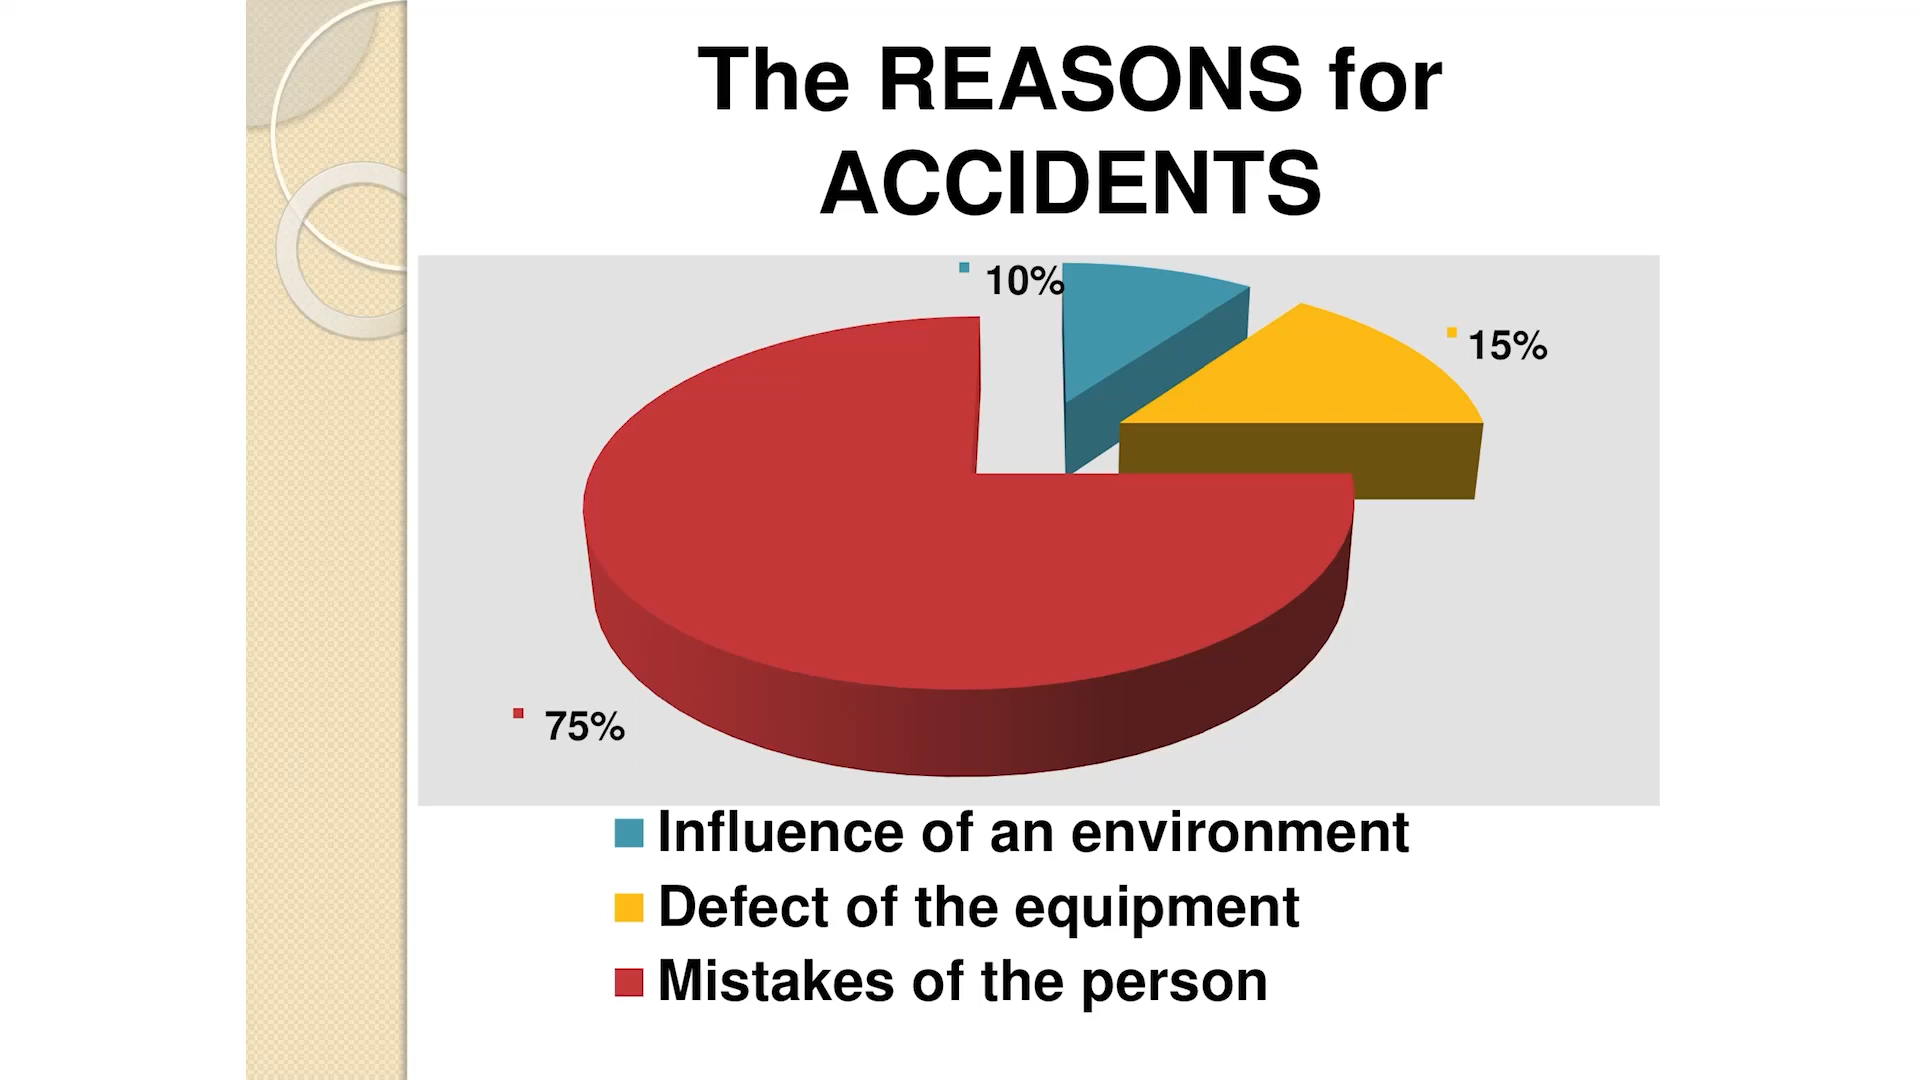 The REASONS for
ACCIDENTS
10%
15%
75%
Influence of an environment
Defect of the equipment
Mistakes of the person